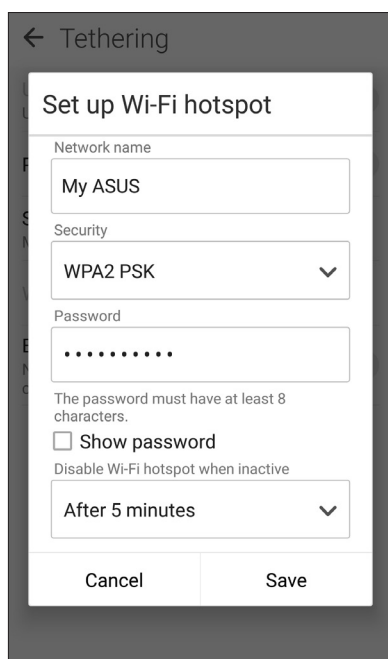 Tethering
Set up Wi-Fi hotspot
Network name
My ASUS
Security
WPA2 PSK
Password
••••••••••
The password must have at least 8
characters.
Show password
Disable Wi-Fi hotspot when inactive
After 5 minutes
Cancel
Save